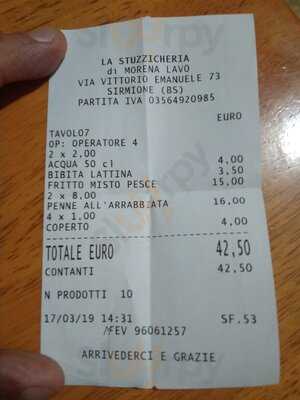 LA STUZZICHERIA
di MORENA LAVO
VIA VITTORIO EMANUELE 73
SIRMIONE (BS)
PARTITA IVA 03564920985
EURO
TAVOLO7
OP: OPERATORE 4
2 x 2,00
ACQUA 50 cl 4,00
BIBITA LATTINA 3,50
FRITTO MISTO PESCE 15,00
2 x 8,00
PENNE ALL'ARRABBIATA 16,00
4 x 1,00
COPERTO 4,00
TOTALE EURO 42,50
CONTANTI 42,50
N PRODOTTI 10
17/03/19 14:31 SF.53
/FEV 96061257
ARRIVEDERCI E GRAZIE